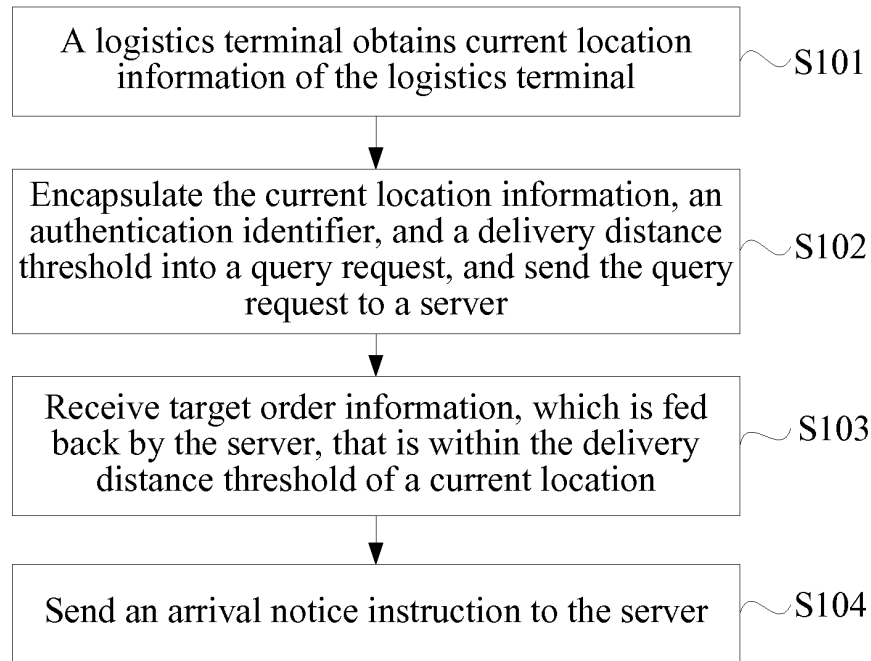 A logistics terminal obtains current location
information of the logistics terminal
S101
Encapsulate the current location information, an
authentication identifier, and a delivery distance
threshold into a query request, and send the query
request to a server
S102
Receive target order information, which is fed
back by the server, that is within the delivery
distance threshold of a current location
S103
Send an arrival notice instruction to the server
S104